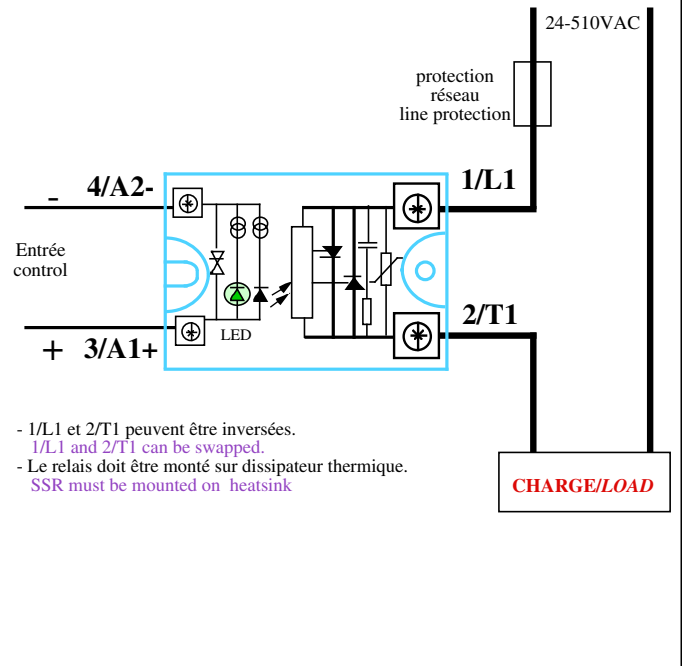 24-510VAC
protection
réseau
line protection
4/A2-
1/L1
-
Entrée
control
+
3/A1+
LED
2/T1
- 1/L1 et 2/T1 peuvent être inversées.
1/L1 and 2/T1 can be swapped.
- Le relais doit être monté sur dissipateur thermique.
SSR must be mounted on heatsink
CHARGE/LOAD